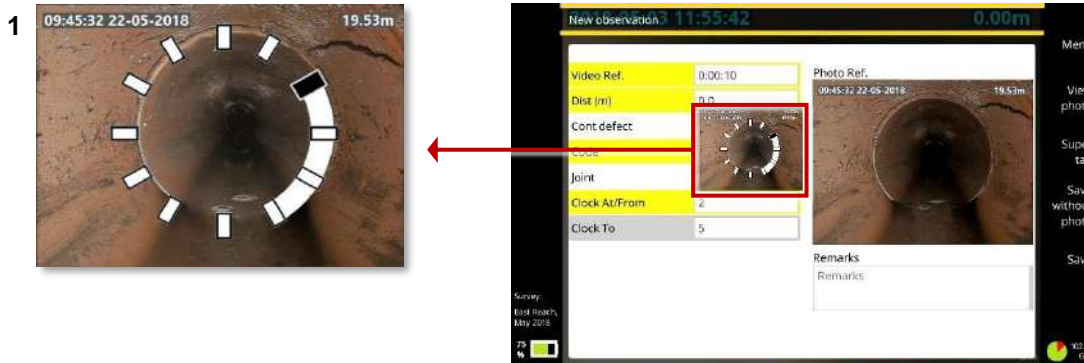 1
09:45:32 22-05-2018 19.53m
New observation 11:55:42 0.00m
Video Ref. 0:00:10
Dist (m) 0.0
Cont defect
Code
Joint
Clock At/From 2
Clock To 5
Photo Ref.
09:45:32 22-05-2018 19.53m
Remarks
Remarks
Survey:
East Reach,
May 2018
75
%